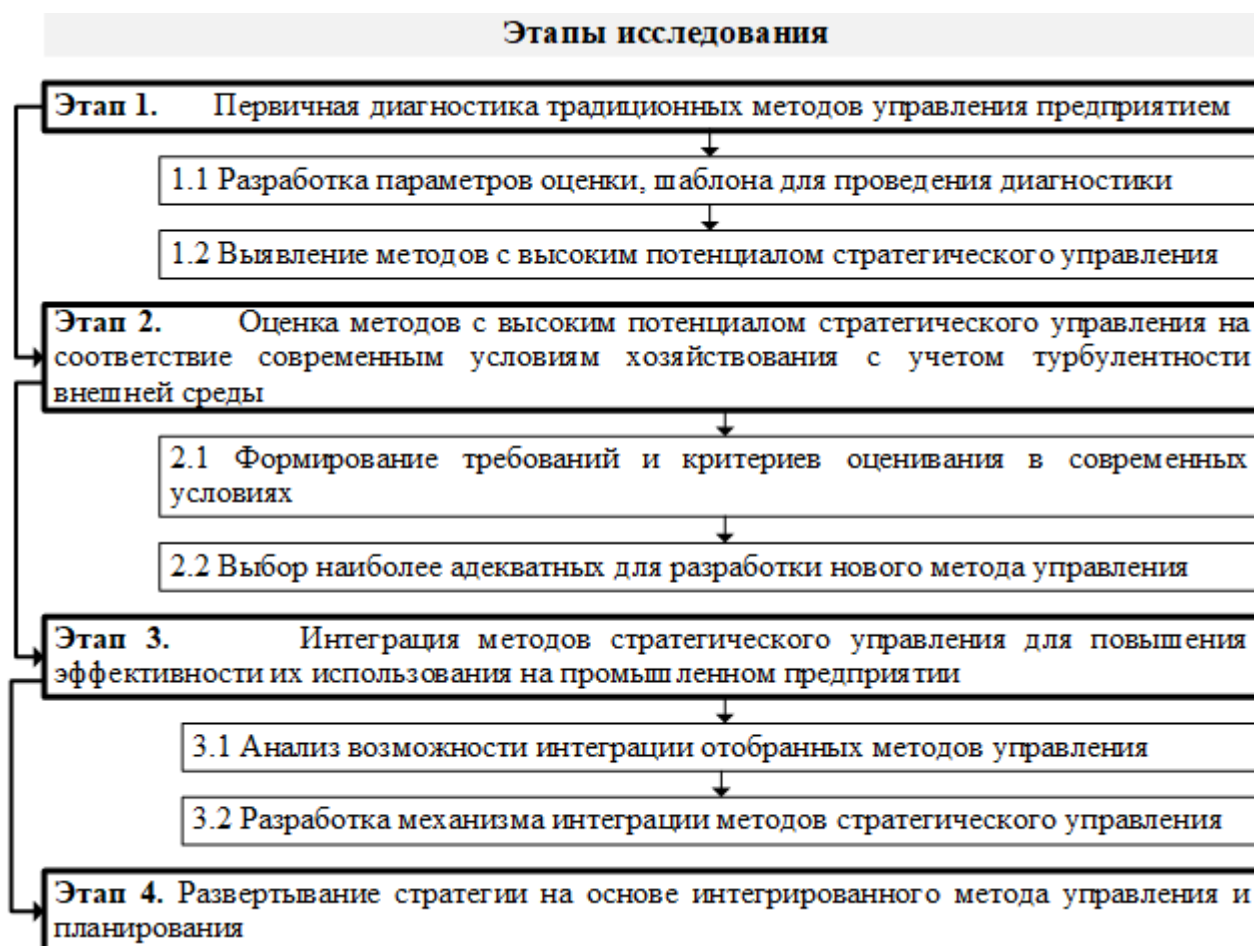 Этапы исследования
Этап 1. Первичная диагностика традиционных методов управления предприятием
1.1 Разработка параметров оценки, шаблона для проведения диагностики
1.2 Выявление методов с высоким потенциалом стратегического управления
Этап 2. Оценка методов с высоким потенциалом стратегического управления на
соответствие современным условиям хозяйствования с учетом турбулентности
внешней среды
2.1 Формирование требований и критериев оценивания в современных
условиях
2.2 Выбор наиболее адекватных для разработки нового метода управления
Этап 3. Интеграция методов стратегического управления для повышения
эффективности их использования на промышленном предприятии
3.1 Анализ возможности интеграции отобранных методов управления
3.2 Разработка механизма интеграции методов стратегического управления
Этап 4. Развертывание стратегии на основе интегрированного метода управления и
планирования